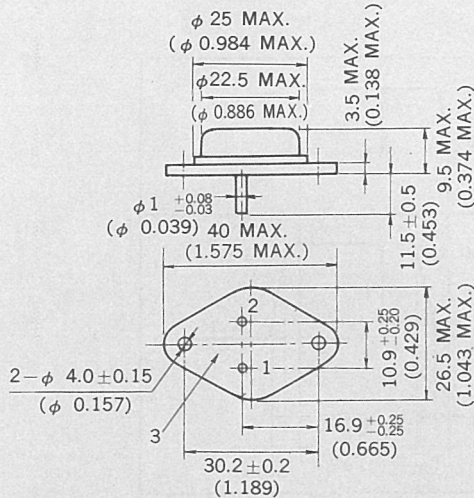 φ 25 MAX.
(φ 0.984 MAX.)
φ22.5 MAX.
(φ 0.886 MAX.)
3.5 MAX.
(0.138 MAX.)
9.5 MAX.
(0.374 MAX.)
φ1 +0.08 -0.03
(φ 0.039)
11.5±0.5
(0.453)
40 MAX.
(1.575 MAX.)
2
1
2-φ 4.0±0.15
(φ 0.157)
3
10.9 +0.25 -0.20
(0.429)
26.5 MAX.
(1.043 MAX.)
16.9 +0.25 -0.25
(0.665)
30.2±0.2
(1.189)